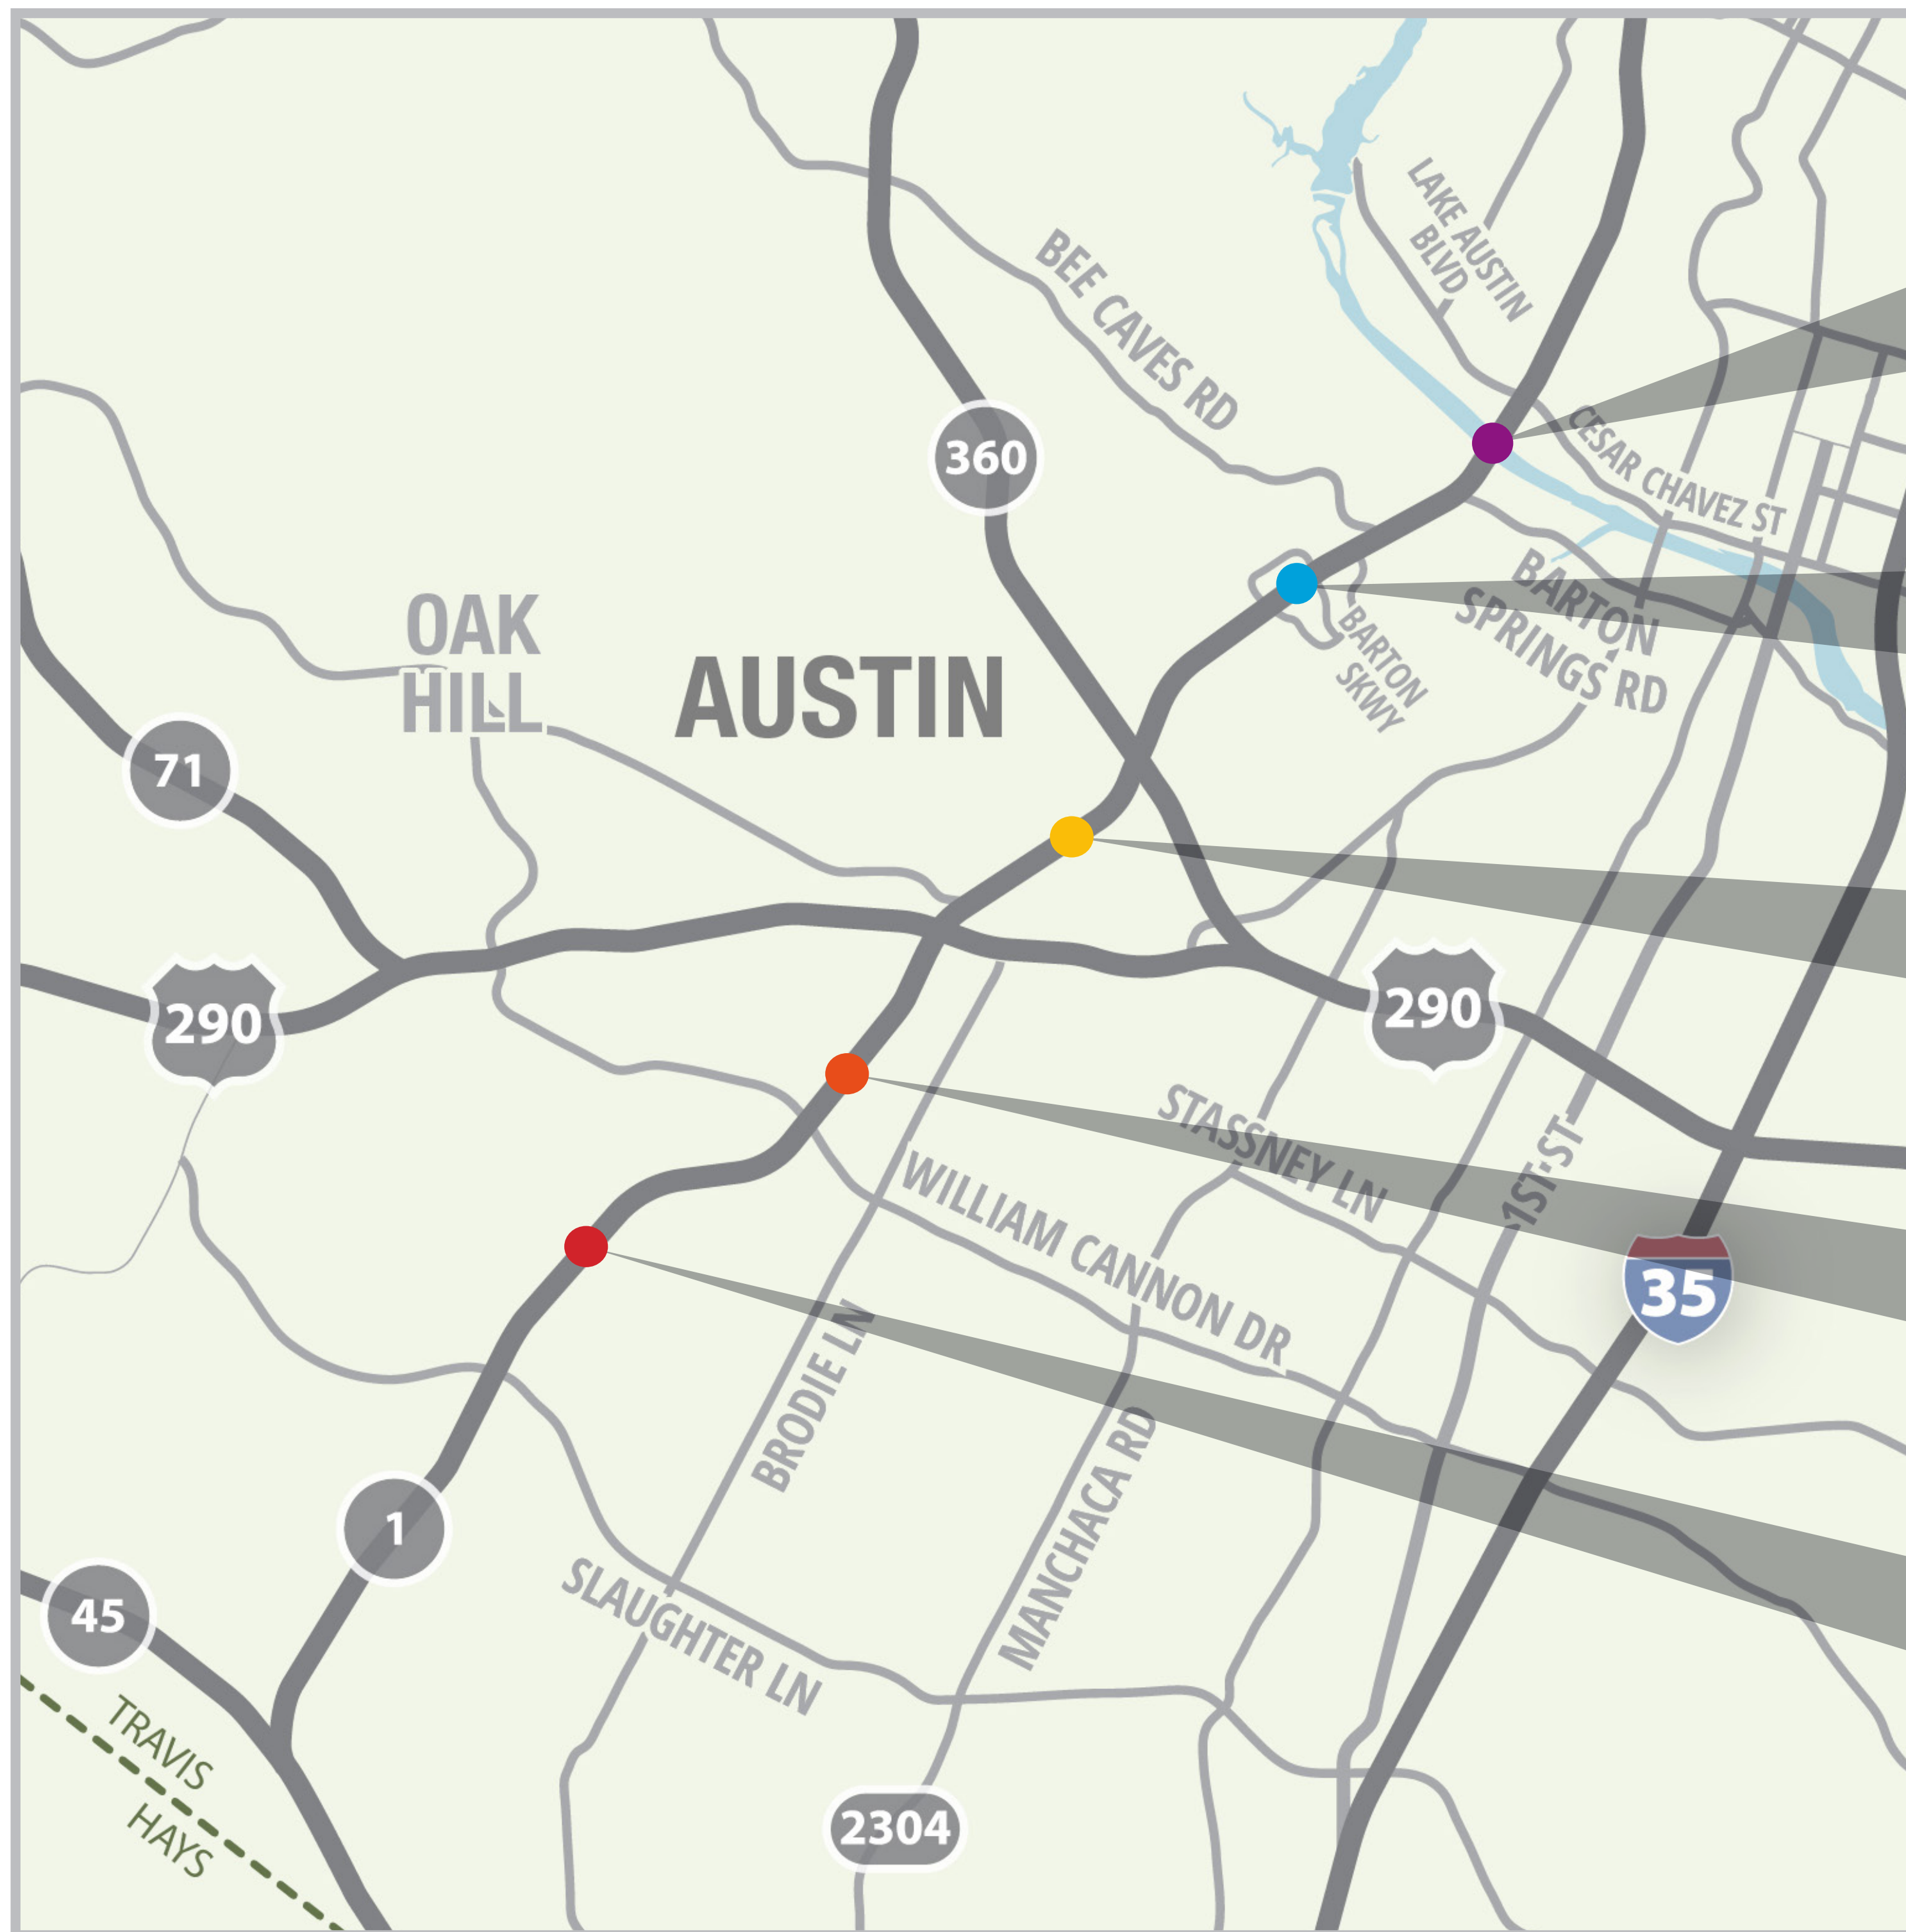 LAKE AUSTIN
BLVD
BEE CAVES RD
360
CESAR CHAVEZ ST
BARTON
SPRINGS RD
BARTON
SKWY
OAK
HILL
AUSTIN
71
290
290
STASSNEY LN
1ST ST
WILLIAM CANNON DR
35
BRODIE LN
MANCHACA RD
1
45
SLAUGHTER LN
TRAVIS
HAYS
2304